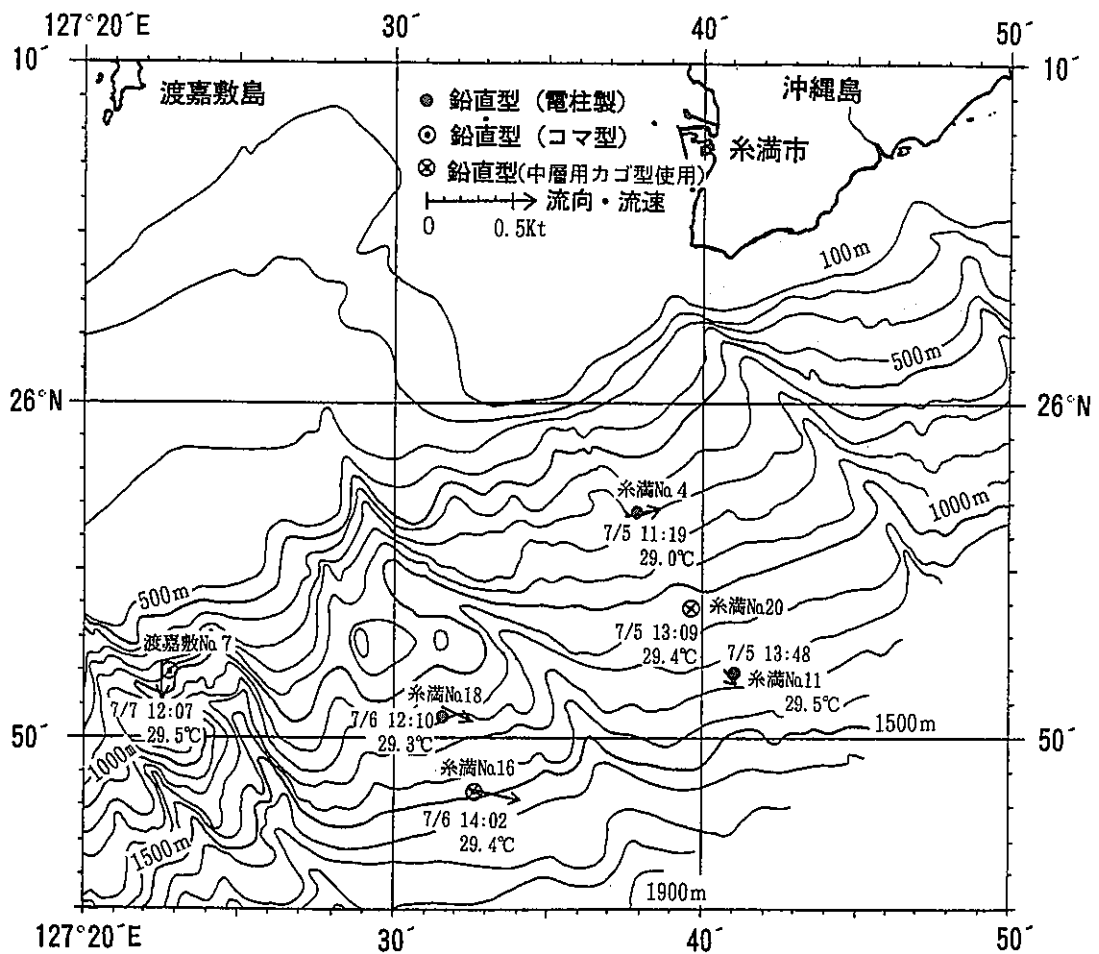 127°20′E
30′
40′
50′
10′
10′
渡嘉敷島
沖縄島
● 鉛直型（電柱製）
⊙ 鉛直型（コマ型）
糸満市
⊗ 鉛直型(中層用カゴ型使用)
流向・流速
0 0.5Kt
100m
500m
26°N
26°N
糸満No.4
1000m
7/5 11:19
29.0℃
500m
糸満No.20
渡嘉敷No.7
7/5 13:09
29.4℃
7/5 13:48
糸満No.11
29.5℃
糸満No.18
7/7 12:07
29.5℃
7/6 12:10
29.3℃
1500m
50′
50′
1000m
糸満No.16
7/6 14:02
29.4℃
1500m
1900m
127°20′E
30′
40′
50′